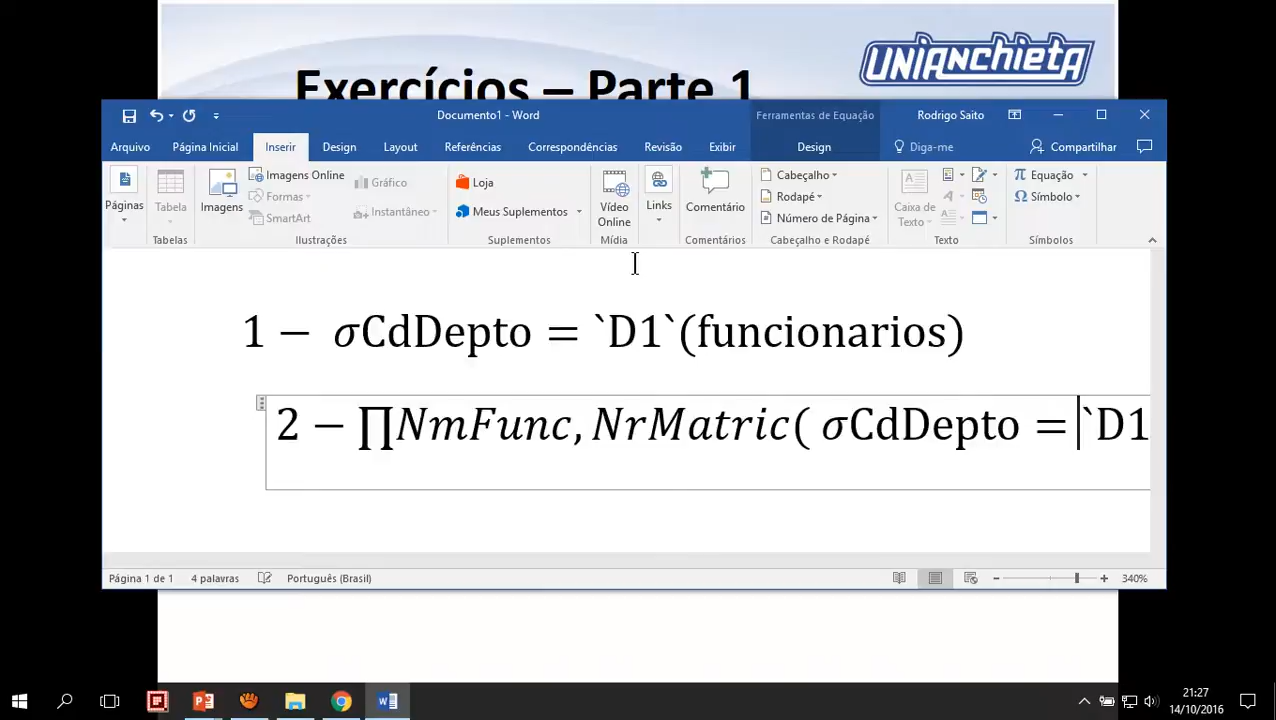 UNIANCHIETA
Exercícios – Parte 1
Documento1 - Word
Ferramentas de Equação
Rodrigo Saito
Arquivo
Página Inicial
Inserir
Design
Layout
Referências
Correspondências
Revisão
Exibir
Design
Diga-me
Compartilhar
Páginas
Tabela
Tabelas
Imagens
Imagens Online
Formas
SmartArt
Gráfico
Instantâneo
Ilustrações
Loja
Meus Suplementos
Suplementos
Vídeo
Online
Mídia
Links
Comentário
Comentários
Cabeçalho
Rodapé
Número de Página
Cabeçalho e Rodapé
Caixa de
Texto
Texto
π Equação
Ω Símbolo
Símbolos
1 − σCdDepto = `D1`(funcionarios)
2 − ∏NmFunc, NrMatric( σCdDepto = `D1
Página 1 de 1
4 palavras
Português (Brasil)
340%
21:27
14/10/2016